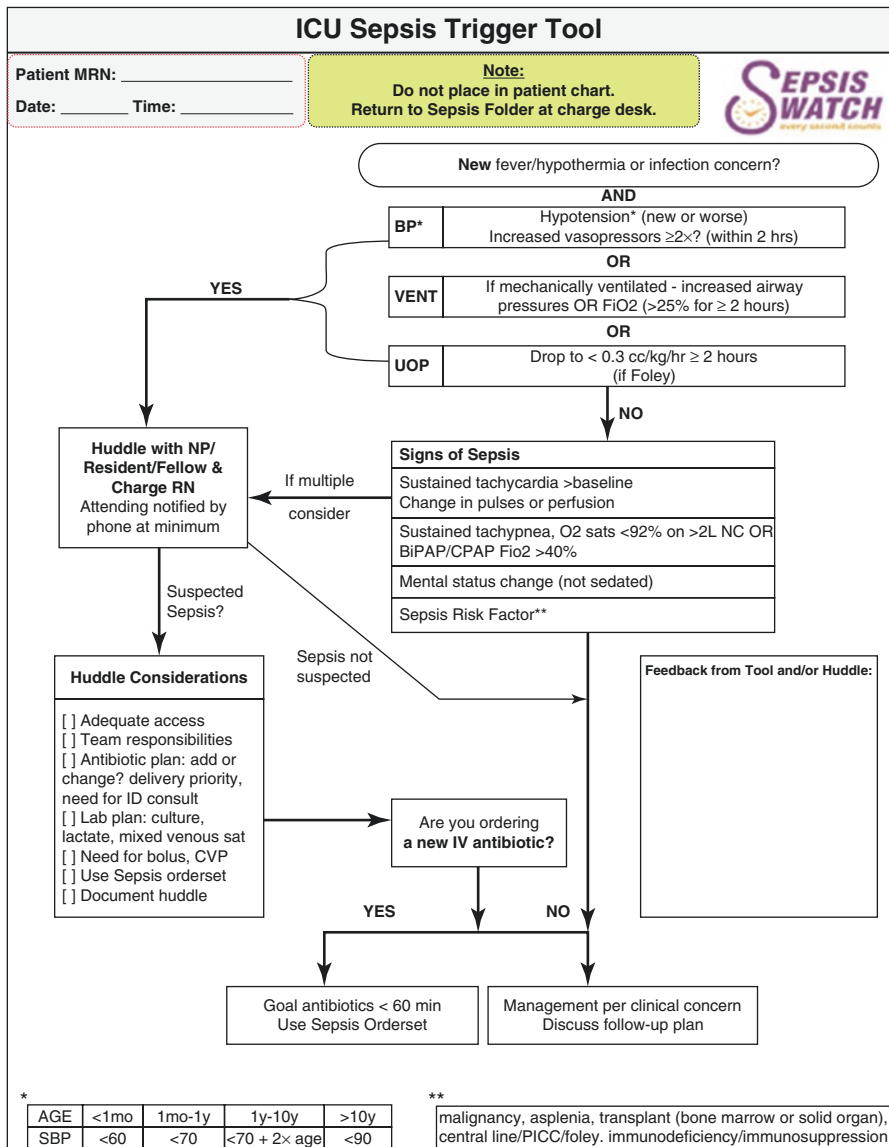 ICU Sepsis Trigger Tool
Patient MRN: ____________________
Date: ________ Time: _____________
Note:
Do not place in patient chart.
Return to Sepsis Folder at charge desk.
SEPSIS
WATCH
every second counts
New fever/hypothermia or infection concern?
AND
BP*
Hypotension* (new or worse)
Increased vasopressors ≥2×? (within 2 hrs)
OR
YES
VENT
If mechanically ventilated - increased airway
pressures OR FiO2 (>25% for ≥ 2 hours)
OR
UOP
Drop to < 0.3 cc/kg/hr ≥ 2 hours
(if Foley)
NO
Huddle with NP/
Resident/Fellow &
Charge RN
Attending notified by
phone at minimum
If multiple
consider
Signs of Sepsis
Sustained tachycardia >baseline
Change in pulses or perfusion
Sustained tachypnea, O2 sats <92% on >2L NC OR
BiPAP/CPAP Fio2 >40%
Mental status change (not sedated)
Sepsis Risk Factor**
Suspected
Sepsis?
Sepsis not
suspected
Huddle Considerations
[ ] Adequate access
[ ] Team responsibilities
[ ] Antibiotic plan: add or
change? delivery priority,
need for ID consult
[ ] Lab plan: culture,
lactate, mixed venous sat
[ ] Need for bolus, CVP
[ ] Use Sepsis orderset
[ ] Document huddle
Feedback from Tool and/or Huddle:
Are you ordering
a new IV antibiotic?
YES
NO
Goal antibiotics < 60 min
Use Sepsis Orderset
Management per clinical concern
Discuss follow-up plan
*
AGE <1mo 1mo-1y 1y-10y >10y
SBP <60 <70 <70 + 2× age <90
**
malignancy, asplenia, transplant (bone marrow or solid organ),
central line/PICC/foley. immunodeficiency/immunosuppression